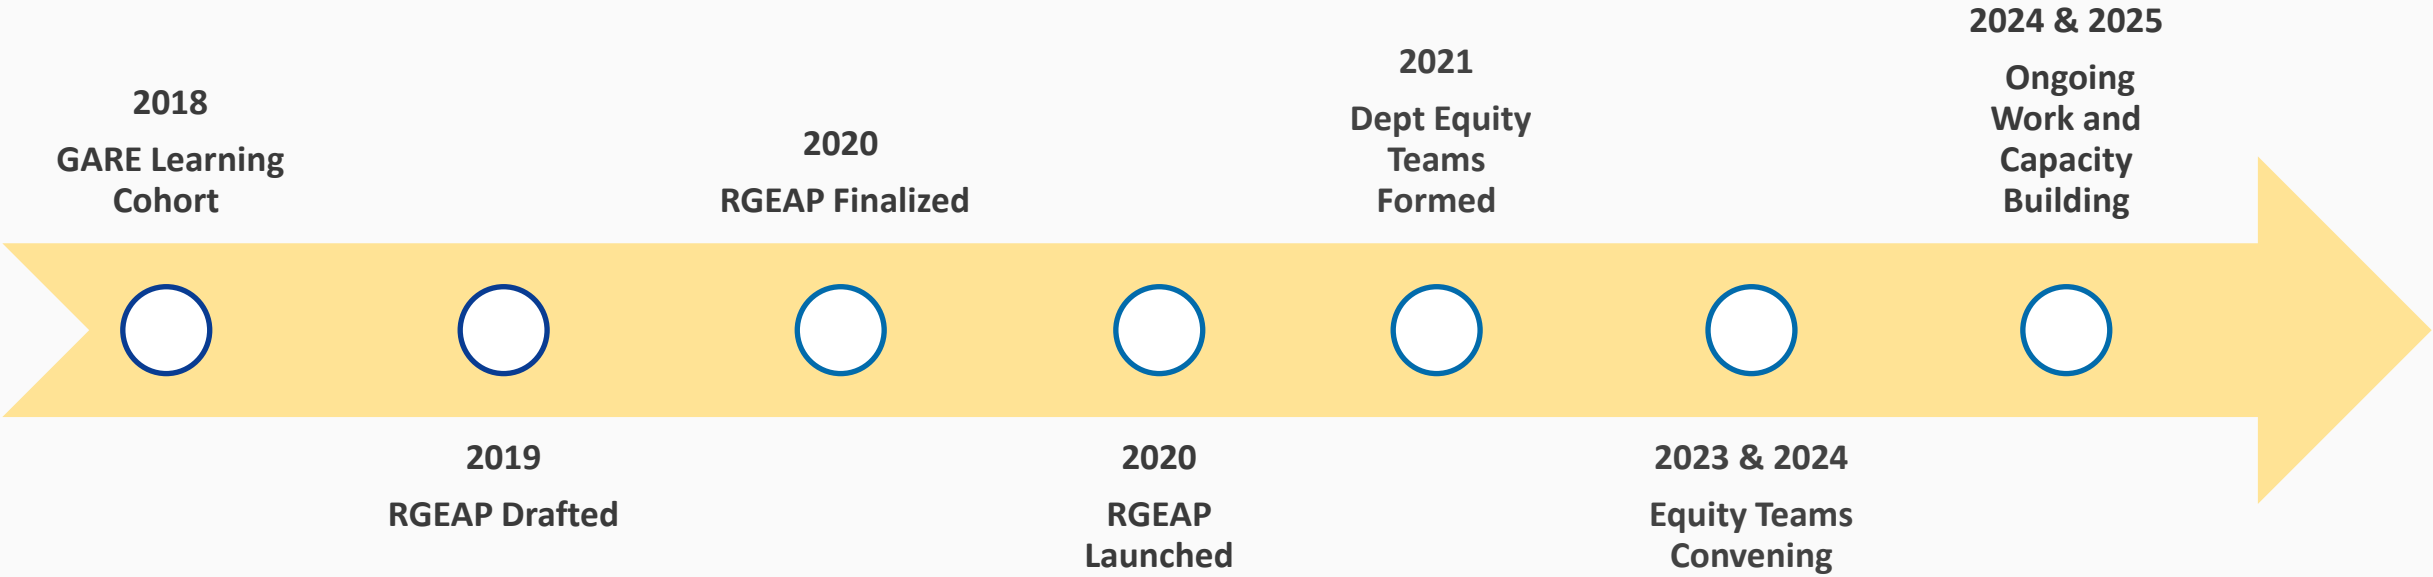 2018
GARE Learning
Cohort
2019
RGEAP Drafted
2020
RGEAP Finalized
2020
RGEAP
Launched
2021
Dept Equity
Teams
Formed
2023 & 2024
Equity Teams
Convening
2024 & 2025
Ongoing
Work and
Capacity
Building